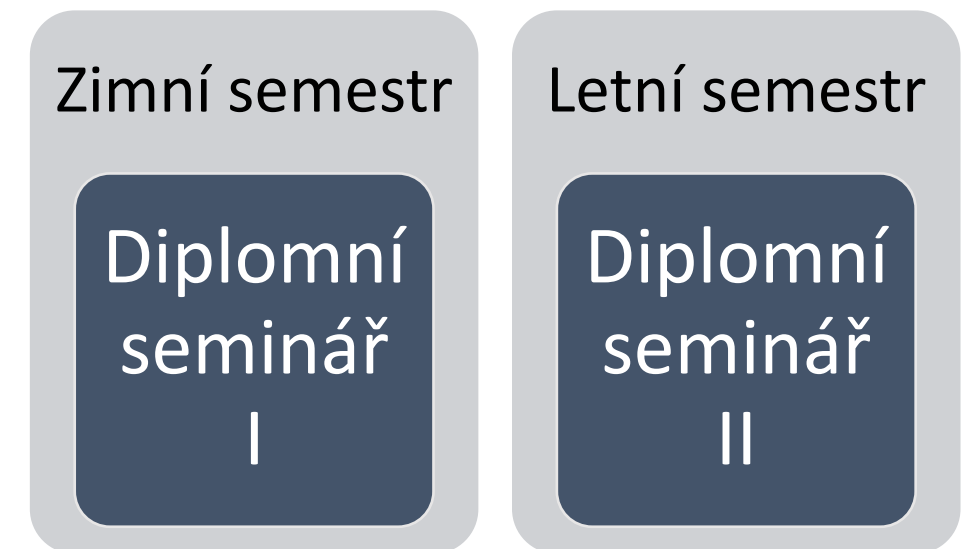 Zimní semestr
Diplomní
seminář
I
Letní semestr
Diplomní
seminář
II